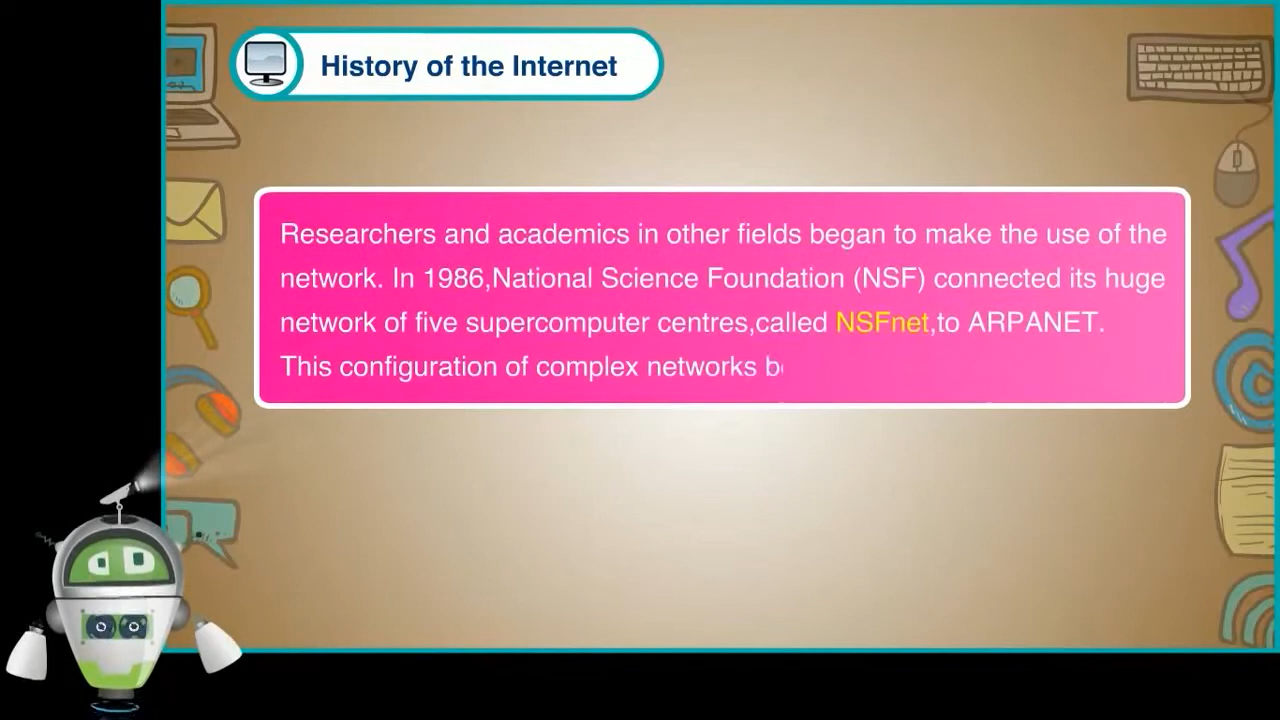 History of the Internet
Researchers and academics in other fields began to make the use of the
network. In 1986,National Science Foundation (NSF) connected its huge
network of five supercomputer centres,called NSFnet,to ARPANET.
This configuration of complex networks